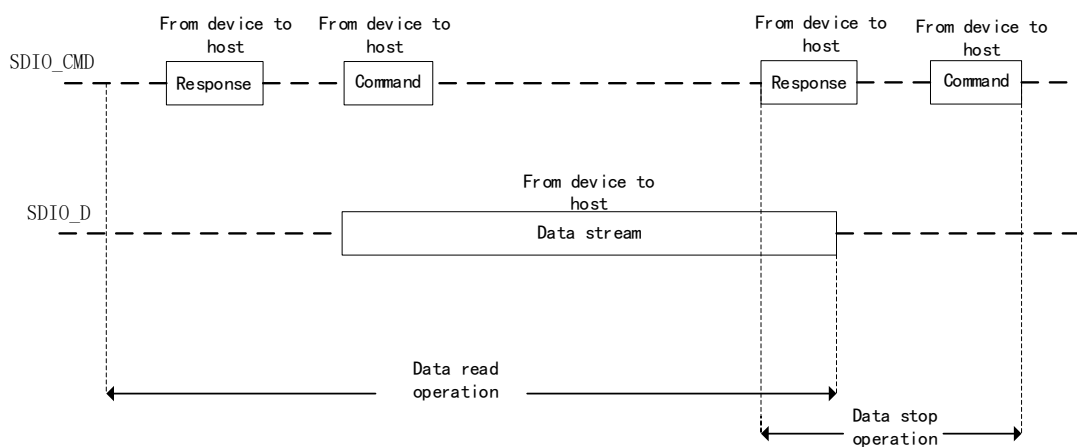 From device to
host
From device to
host
From device to
host
From device to
host
SDIO_CMD
Response
Command
Response
Command
From device to
host
SDIO_D
Data stream
Data read
operation
Data stop
operation